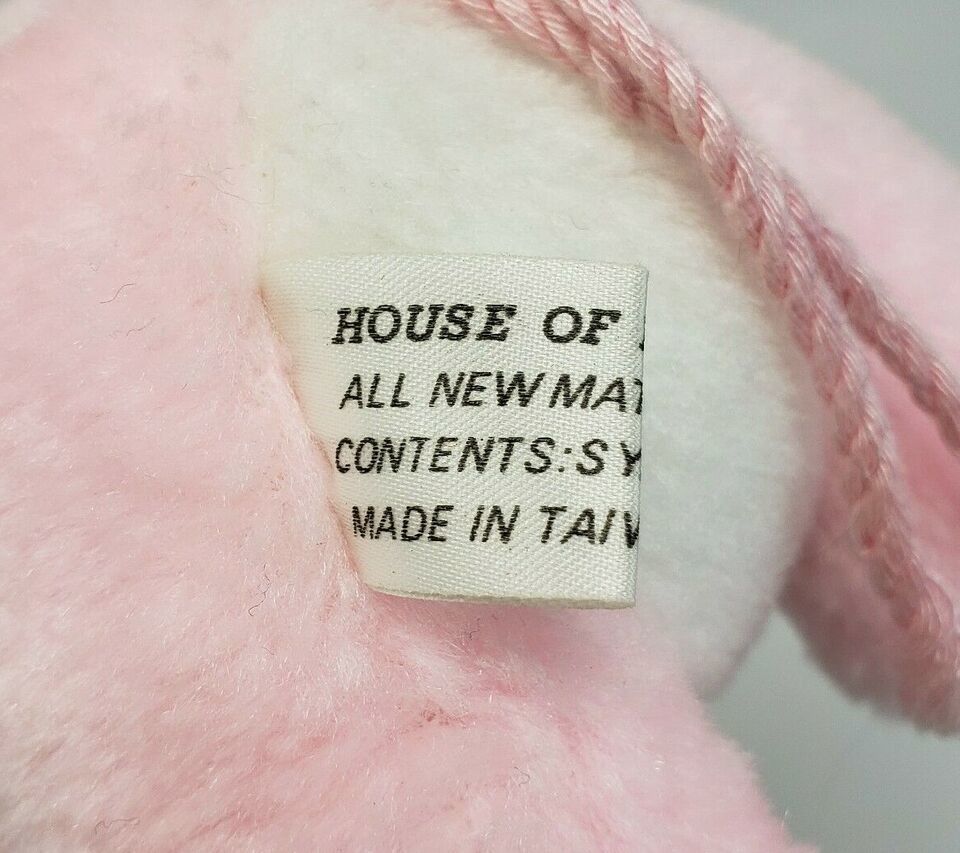 HOUSE OF
ALL NEW MAT
CONTENTS: SY
MADE IN TAIV